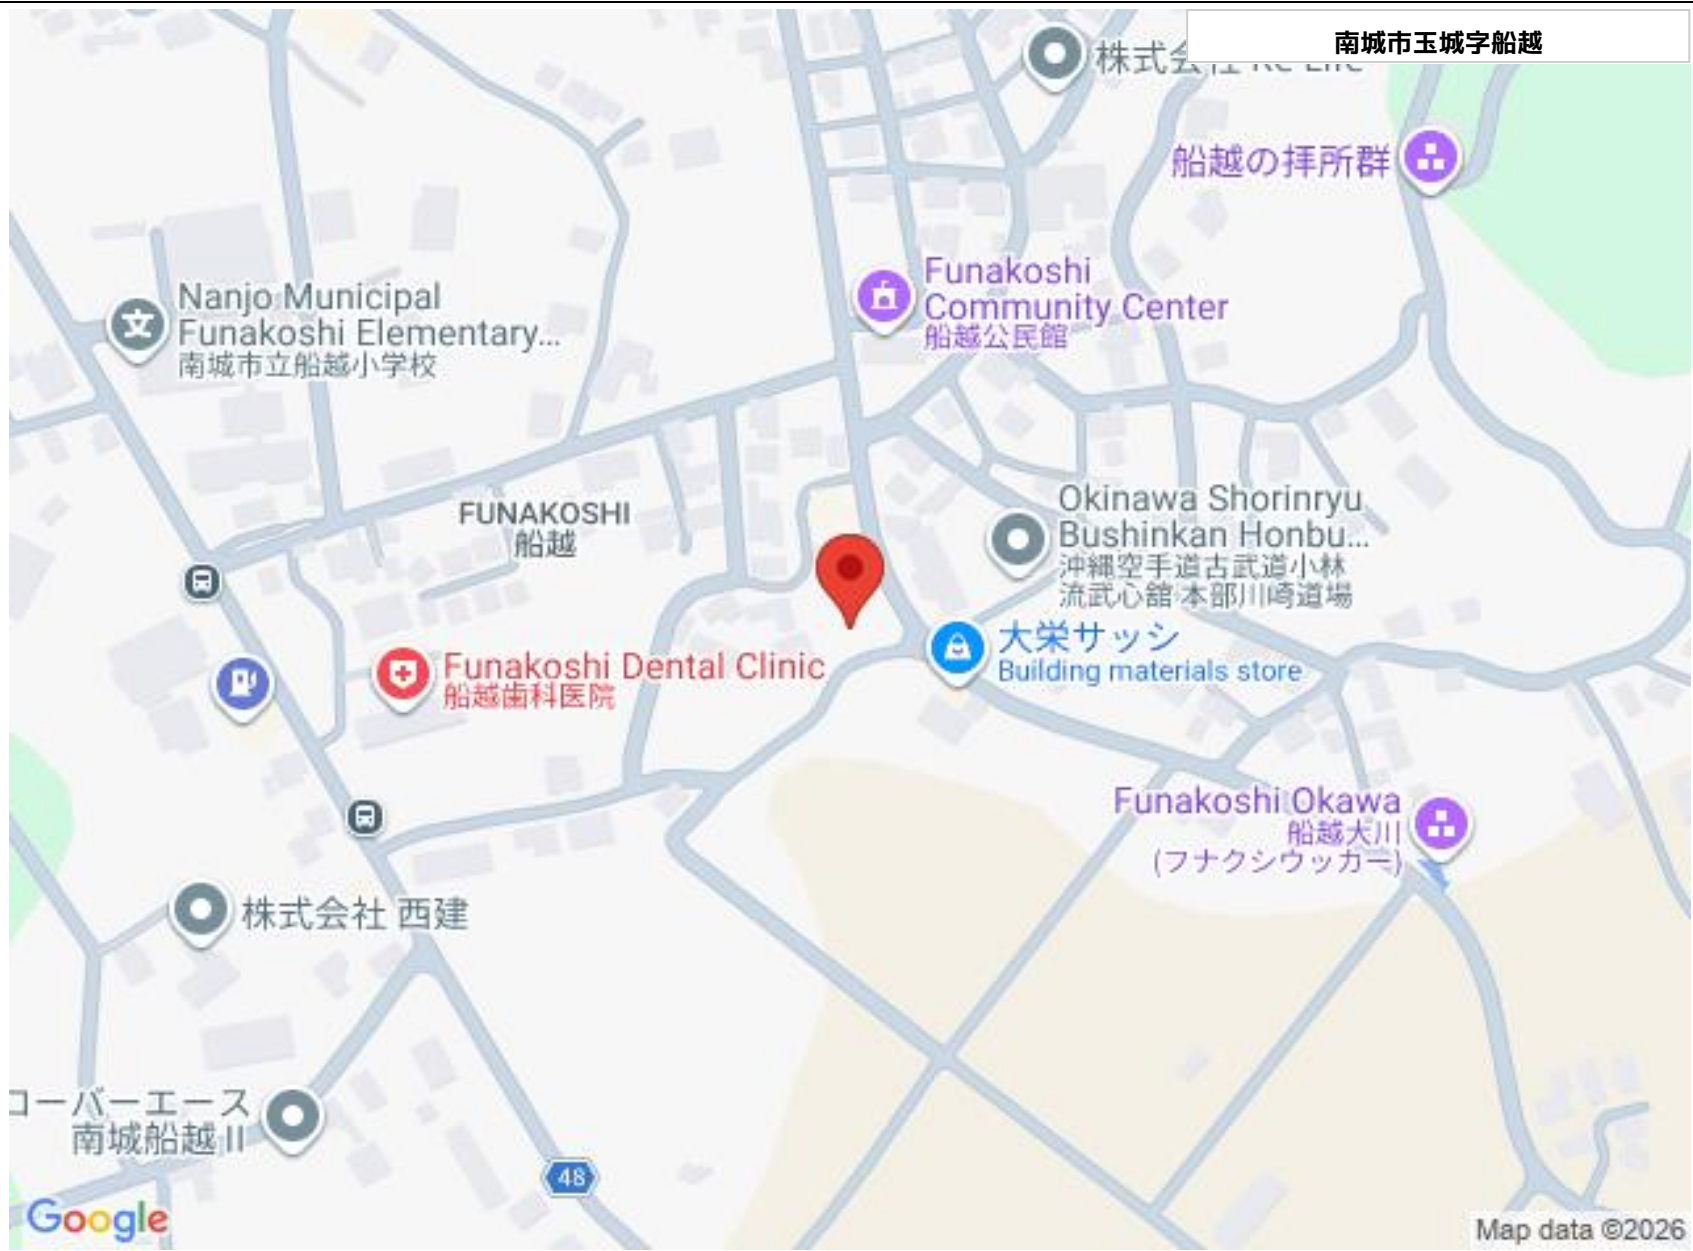 南城市玉城字船越
株式会社 Re Life
船越の拝所群
Funakoshi
Community Center
船越公民館
Nanjo Municipal
Funakoshi Elementary...
南城市立船越小学校
FUNAKOSHI
船越
Okinawa Shorinryu
Bushinkan Honbu...
沖縄空手道古武道小林
流武心舘 本部川崎道場
大栄サッシ
Building materials store
Funakoshi Dental Clinic
船越歯科医院
Funakoshi Okawa
船越大川
(フナクシウッカー)
株式会社 西建
コーバーエース
南城船越 II
48
Google
Map data ©2026